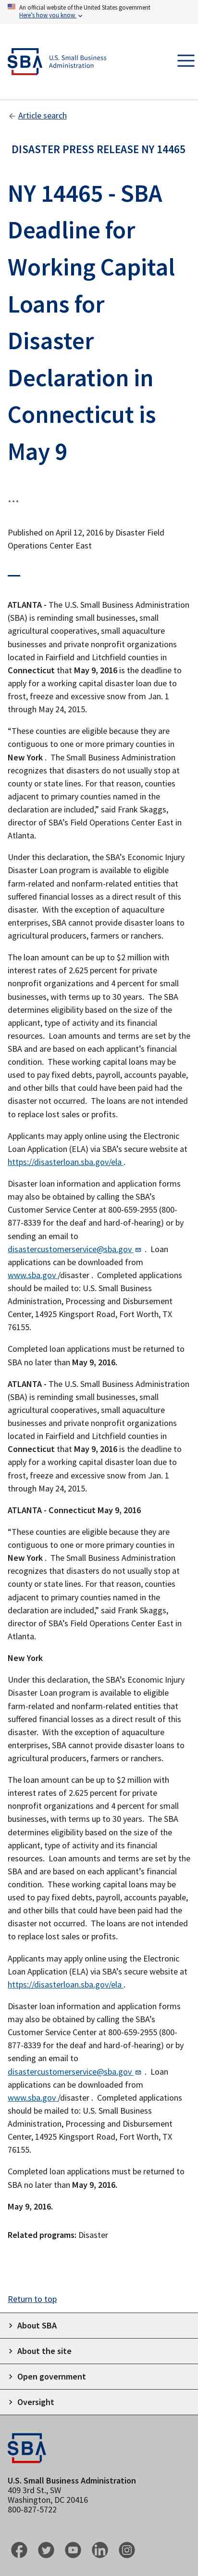 An official website of the United States government
Here's how you know
SBA
U.S. Small Business
Administration
Article search
DISASTER PRESS RELEASE NY 14465
NY 14465 - SBA
Deadline for
Working Capital
Loans for
Disaster
Declaration in
Connecticut is
May 9
...
Published on April 12, 2016 by Disaster Field
Operations Center East
ATLANTA - The U.S. Small Business Administration
(SBA) is reminding small businesses, small
agricultural cooperatives, small aquaculture
businesses and private nonprofit organizations
located in Fairfield and Litchfield counties in
Connecticut that May 9, 2016 is the deadline to
apply for a working capital disaster loan due to
frost, freeze and excessive snow from Jan. 1
through May 24, 2015.
“These counties are eligible because they are
contiguous to one or more primary counties in
New York . The Small Business Administration
recognizes that disasters do not usually stop at
county or state lines. For that reason, counties
adjacent to primary counties named in the
declaration are included,” said Frank Skaggs,
director of SBA’s Field Operations Center East in
Atlanta.
Under this declaration, the SBA’s Economic Injury
Disaster Loan program is available to eligible
farm-related and nonfarm-related entities that
suffered financial losses as a direct result of this
disaster. With the exception of aquaculture
enterprises, SBA cannot provide disaster loans to
agricultural producers, farmers or ranchers.
The loan amount can be up to $2 million with
interest rates of 2.625 percent for private
nonprofit organizations and 4 percent for small
businesses, with terms up to 30 years. The SBA
determines eligibility based on the size of the
applicant, type of activity and its financial
resources. Loan amounts and terms are set by the
SBA and are based on each applicant’s financial
condition. These working capital loans may be
used to pay fixed debts, payroll, accounts payable,
and other bills that could have been paid had the
disaster not occurred. The loans are not intended
to replace lost sales or profits.
Applicants may apply online using the Electronic
Loan Application (ELA) via SBA’s secure website at
https://disasterloan.sba.gov/ela .
Disaster loan information and application forms
may also be obtained by calling the SBA’s
Customer Service Center at 800-659-2955 (800-
877-8339 for the deaf and hard-of-hearing) or by
sending an email to
disastercustomerservice@sba.gov . Loan
applications can be downloaded from
www.sba.gov /disaster . Completed applications
should be mailed to: U.S. Small Business
Administration, Processing and Disbursement
Center, 14925 Kingsport Road, Fort Worth, TX
76155.
Completed loan applications must be returned to
SBA no later than May 9, 2016.
ATLANTA - The U.S. Small Business Administration
(SBA) is reminding small businesses, small
agricultural cooperatives, small aquaculture
businesses and private nonprofit organizations
located in Fairfield and Litchfield counties in
Connecticut that May 9, 2016 is the deadline to
apply for a working capital disaster loan due to
frost, freeze and excessive snow from Jan. 1
through May 24, 2015.
ATLANTA - Connecticut May 9, 2016
“These counties are eligible because they are
contiguous to one or more primary counties in
New York . The Small Business Administration
recognizes that disasters do not usually stop at
county or state lines. For that reason, counties
adjacent to primary counties named in the
declaration are included,” said Frank Skaggs,
director of SBA’s Field Operations Center East in
Atlanta.
New York
Under this declaration, the SBA’s Economic Injury
Disaster Loan program is available to eligible
farm-related and nonfarm-related entities that
suffered financial losses as a direct result of this
disaster. With the exception of aquaculture
enterprises, SBA cannot provide disaster loans to
agricultural producers, farmers or ranchers.
The loan amount can be up to $2 million with
interest rates of 2.625 percent for private
nonprofit organizations and 4 percent for small
businesses, with terms up to 30 years. The SBA
determines eligibility based on the size of the
applicant, type of activity and its financial
resources. Loan amounts and terms are set by the
SBA and are based on each applicant’s financial
condition. These working capital loans may be
used to pay fixed debts, payroll, accounts payable,
and other bills that could have been paid had the
disaster not occurred. The loans are not intended
to replace lost sales or profits.
Applicants may apply online using the Electronic
Loan Application (ELA) via SBA’s secure website at
https://disasterloan.sba.gov/ela .
Disaster loan information and application forms
may also be obtained by calling the SBA’s
Customer Service Center at 800-659-2955 (800-
877-8339 for the deaf and hard-of-hearing) or by
sending an email to
disastercustomerservice@sba.gov . Loan
applications can be downloaded from
www.sba.gov /disaster . Completed applications
should be mailed to: U.S. Small Business
Administration, Processing and Disbursement
Center, 14925 Kingsport Road, Fort Worth, TX
76155.
Completed loan applications must be returned to
SBA no later than May 9, 2016.
May 9, 2016.
Related programs: Disaster
Return to top
About SBA
About the site
Open government
Oversight
SBA
U.S. Small Business Administration
409 3rd St., SW
Washington, DC 20416
800-827-5722